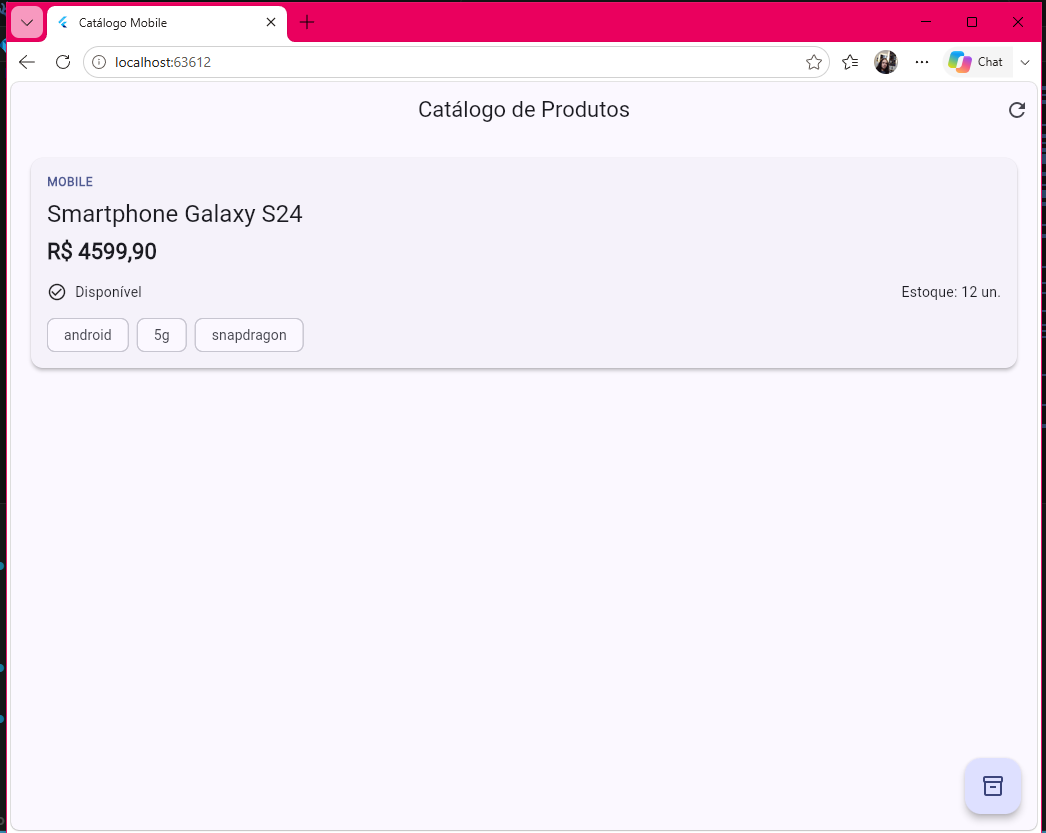 Catálogo Mobile
localhost:63612
Chat
Catálogo de Produtos
MOBILE
Smartphone Galaxy S24
R$ 4599,90
Disponível
Estoque: 12 un.
android 5g snapdragon